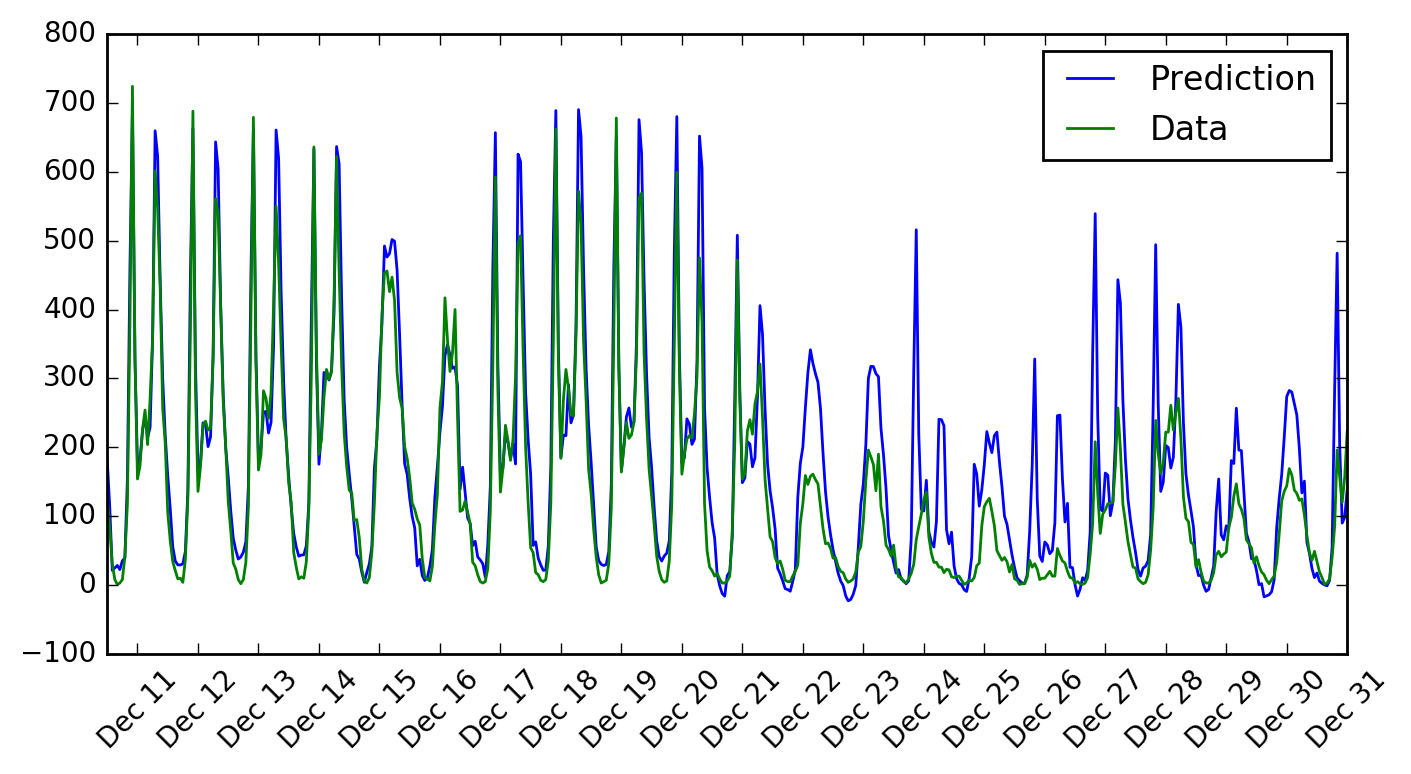 800
700
600
500
400
300
200
100
0
−100
Prediction
Data
Dec 11
Dec 12
Dec 13
Dec 14
Dec 15
Dec 16
Dec 17
Dec 18
Dec 19
Dec 20
Dec 21
Dec 22
Dec 23
Dec 24
Dec 25
Dec 26
Dec 27
Dec 28
Dec 29
Dec 30
Dec 31